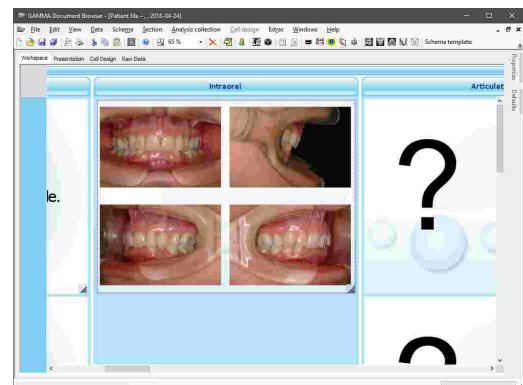 GAMMA Document Browser - [Patient file – , , 2018-04-24]
File Edit View Data Schema Section Analysis collection Cell design Extras Windows Help
65 % Schema template:
Workspace Presentation Cell Design Raw Data
Properties
Defaults
Intraoral
Articulat
le.
?